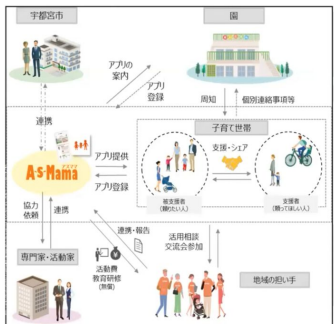 宇都宮市
園
アプリの
案内
アプリ
登録
周知
個別連絡事項等
連携
子育て世帯
支援・シェア
AsMama
アプリ提供
アプリ登録
被支援者
(頼りたい人)
支援者
(頼ってほしい人)
協力
依頼
連携
連携・報告
活用相談
交流会参加
専門家・活動家
活動費
教育研修
(無償)
地域の担い手